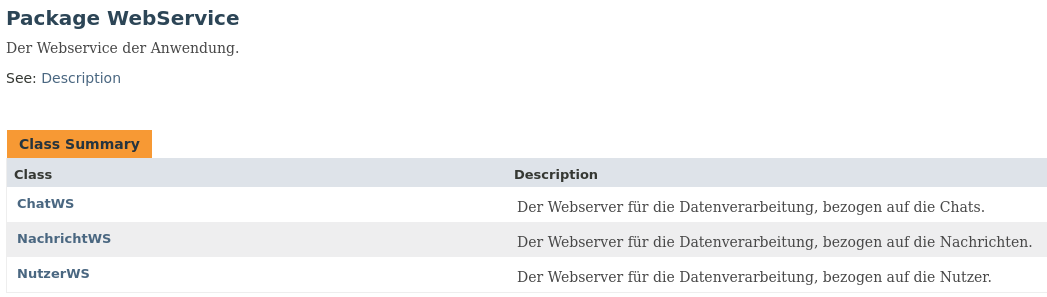 Package WebService
Der Webservice der Anwendung.
See: Description
Class Summary
Class Description
ChatWS Der Webserver für die Datenverarbeitung, bezogen auf die Chats.
NachrichtWS Der Webserver für die Datenverarbeitung, bezogen auf die Nachrichten.
NutzerWS Der Webserver für die Datenverarbeitung, bezogen auf die Nutzer.